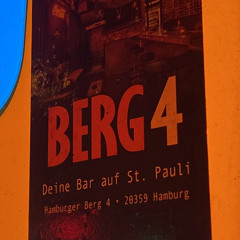 BERG 4
Deine Bar auf St. Pauli
Hamburger Berg 4 • 20359 Hamburg